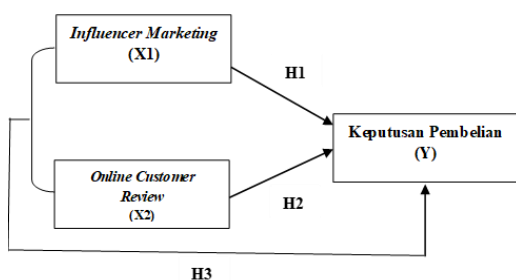 Influencer Marketing
(X1)
H1
Keputusan Pembelian
(Y)
Online Customer
Review
(X2)
H2
H3